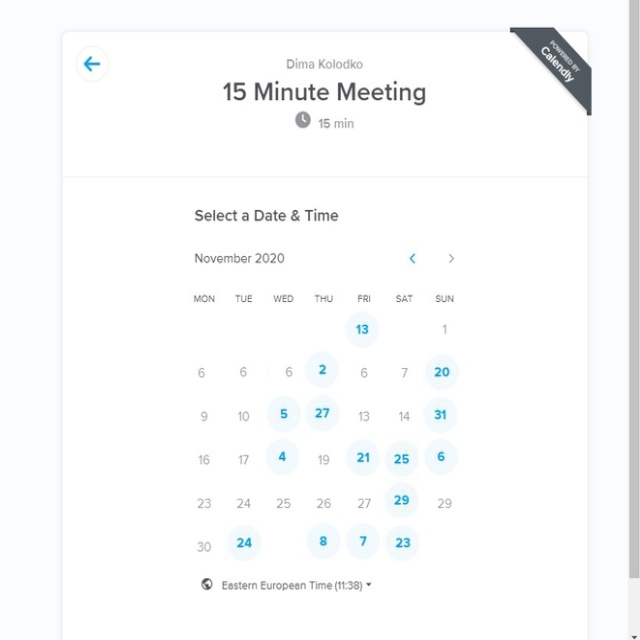 Dima Kolodko
POWERED BY
Calendly
15 Minute Meeting
15 min
Select a Date & Time
November 2020
MON TUE WED THU FRI SAT SUN
13 1
6 6 6 2 6 7 20
9 10 5 27 13 14 31
16 17 4 19 21 25 6
23 24 25 26 27 29 29
30 24 8 7 23
Eastern European Time (11:38)